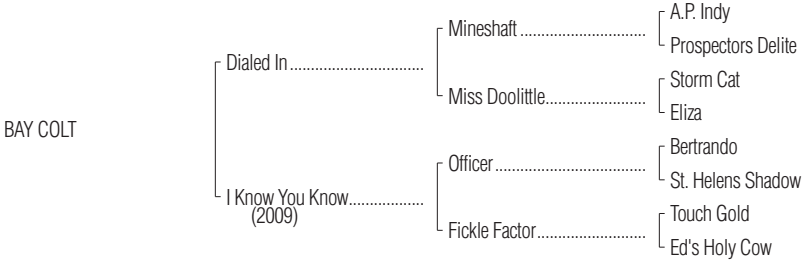 A.P. Indy
Mineshaft ..............................
Prospectors Delite
Dialed In................................
Storm Cat
Miss Doolittle........................
Eliza
BAY COLT
Bertrando
Officer ....................................
St. Helens Shadow
I Know You Know..................
(2009)
Touch Gold
Fickle Factor..........................
Ed's Holy Cow